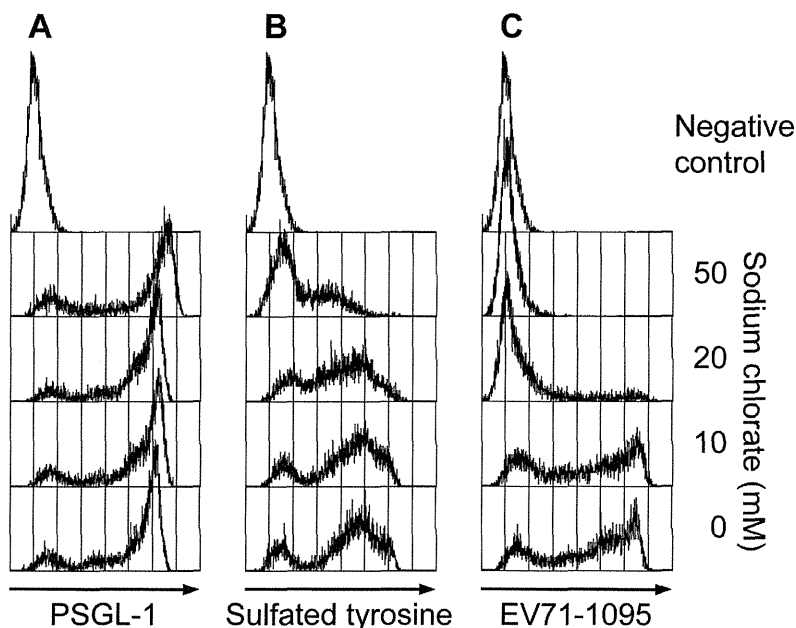 A B C
Negative
control
50
20
10
0
Sodium chlorate (mM)
PSGL-1 Sulfated tyrosine EV71-1095